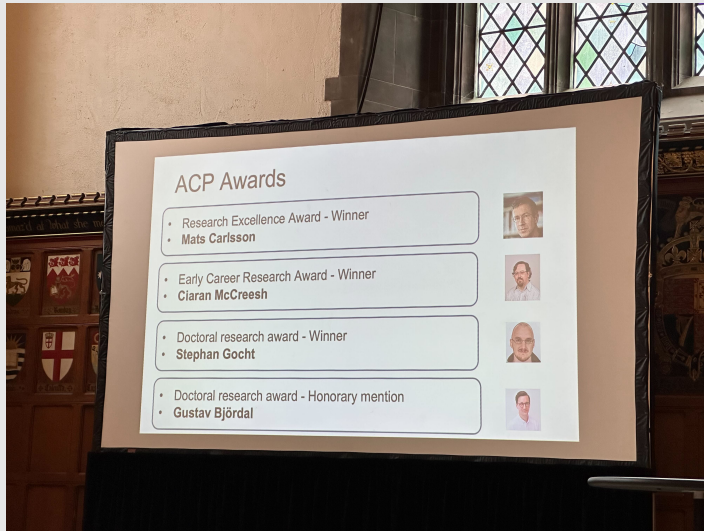 ACP Awards
• Research Excellence Award - Winner
• Mats Carlsson
• Early Career Research Award - Winner
• Ciaran McCreesh
• Doctoral research award - Winner
• Stephan Gocht
• Doctoral research award - Honorary mention
• Gustav Björdal